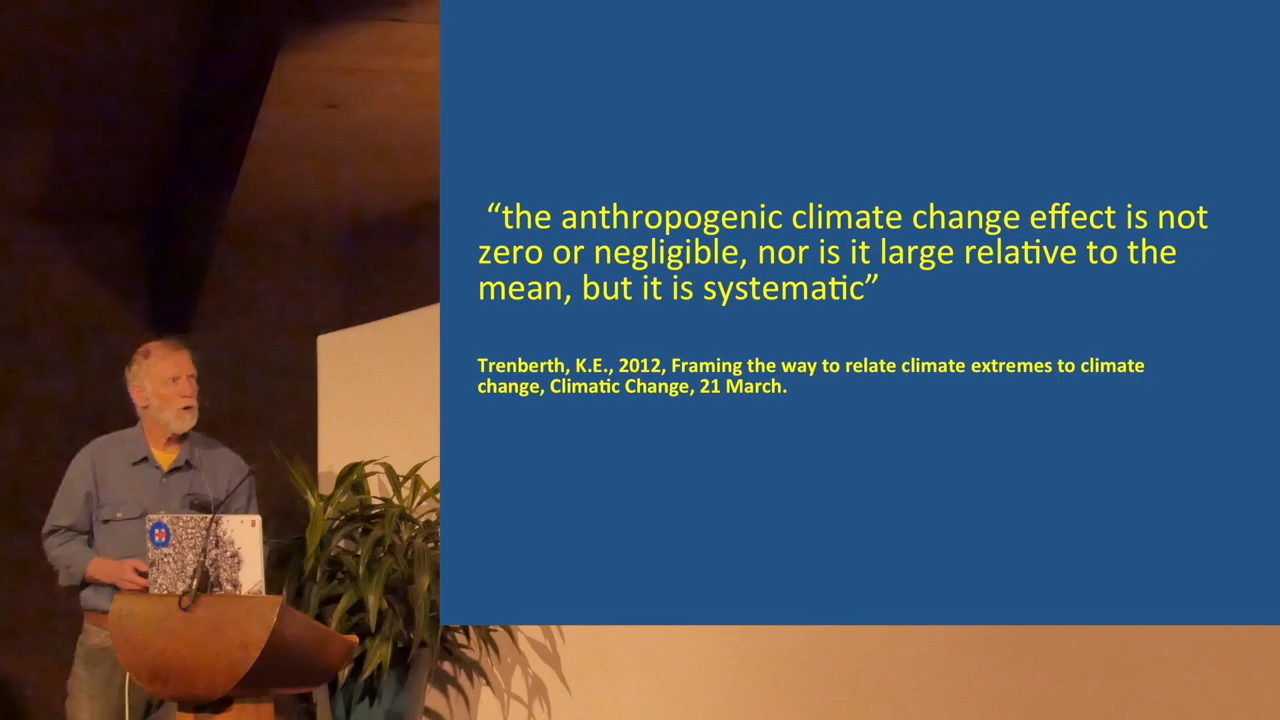 “the anthropogenic climate change effect is not
zero or negligible, nor is it large relative to the
mean, but it is systematic”
Trenberth, K.E., 2012, Framing the way to relate climate extremes to climate
change, Climatic Change, 21 March.